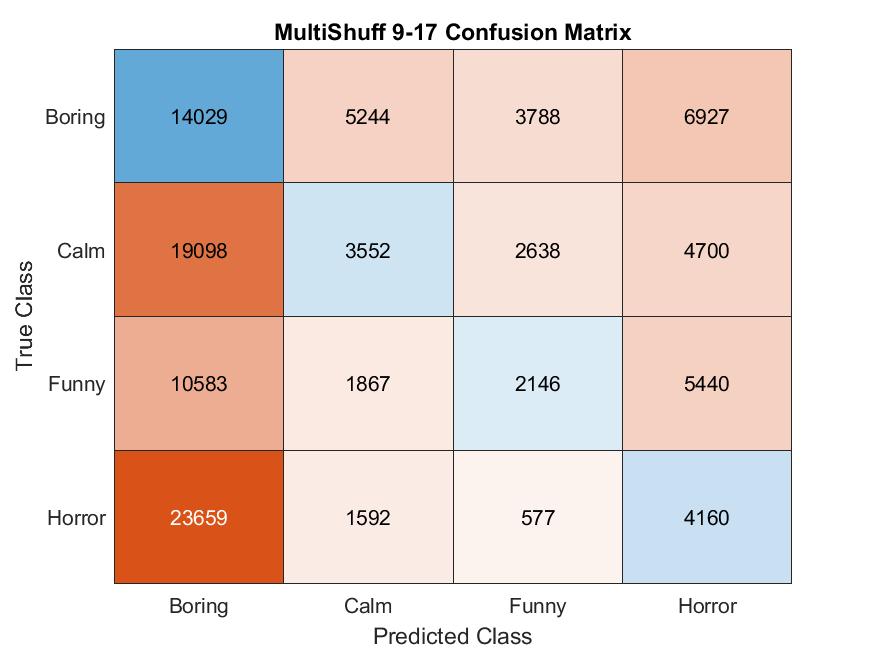 MultiShuff 9-17 Confusion Matrix
Boring 14029 5244 3788 6927
Calm 19098 3552 2638 4700
Funny 10583 1867 2146 5440
Horror 23659 1592 577 4160
True Class
Boring Calm Funny Horror
Predicted Class